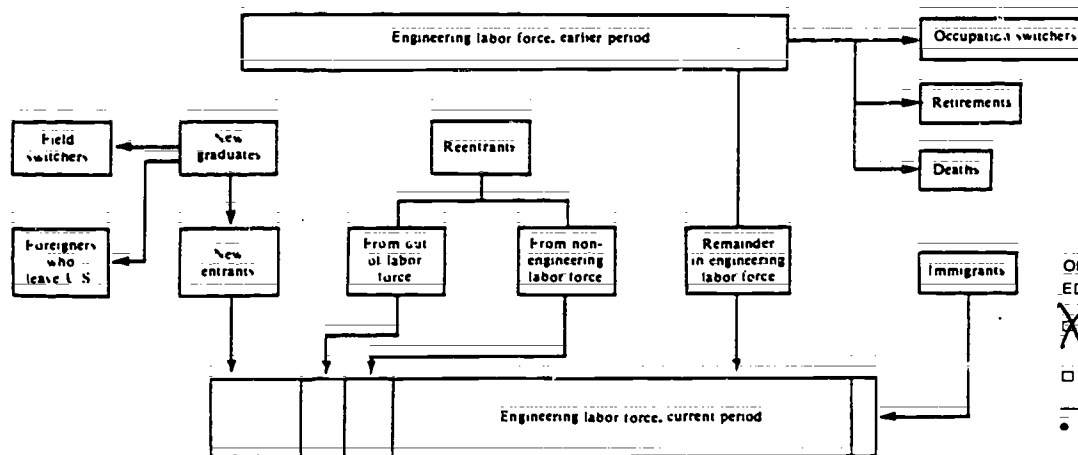 Engineering labor force, earlier period
Occupation switchers
Retirements
Deaths
Field
switchers
New
graduates
Reentrants
Foreigners
who
leave U S
New
entrants
From out
of labor
force
From non-
engineering
labor force
Remainder
in engineering
labor force
Immigrants
Engineering labor force, current period